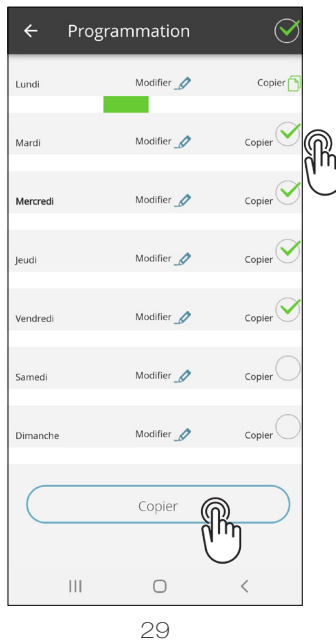 Programmation
Lundi Modifier Copier
Mardi Modifier Copier
Mercredi Modifier Copier
Jeudi Modifier Copier
Vendredi Modifier Copier
Samedi Modifier Copier
Dimanche Modifier Copier
Copier
29